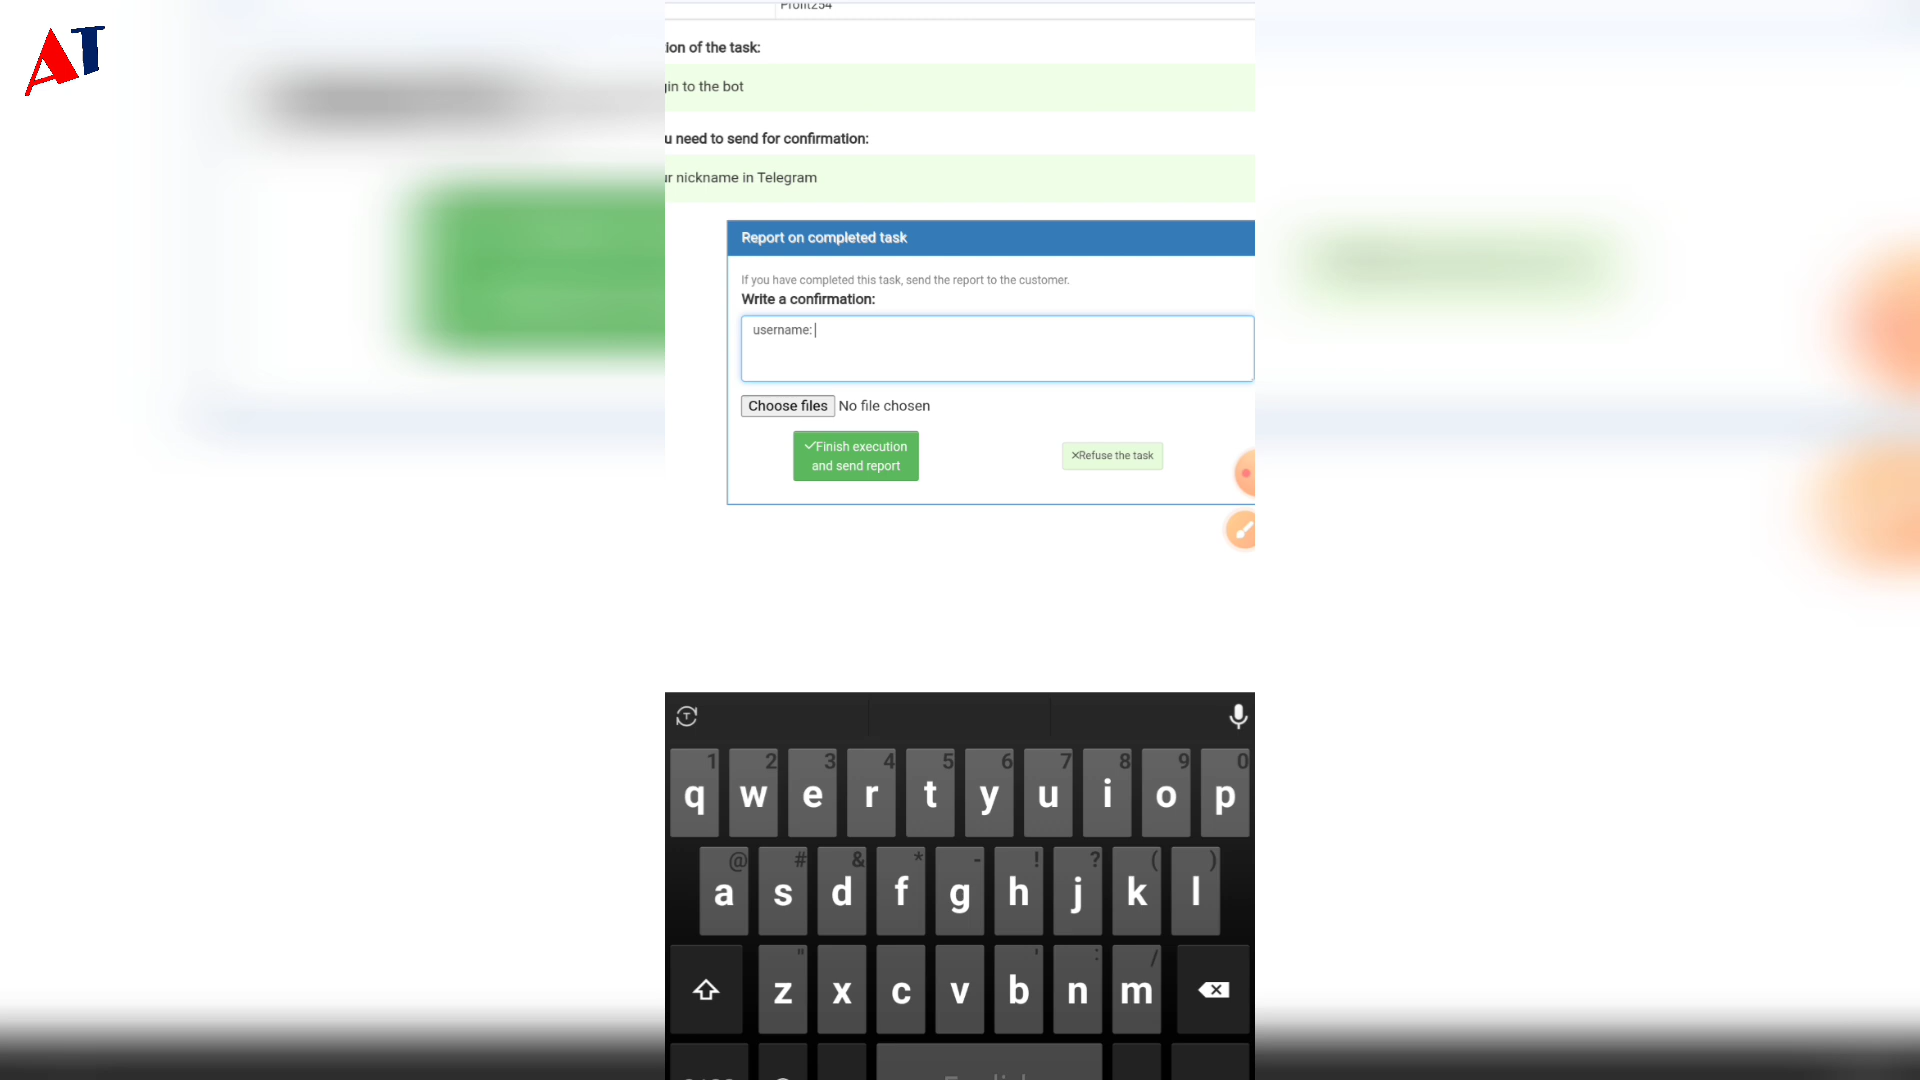 AT
Profit254
ion of the task:
gin to the bot
u need to send for confirmation:
ur nickname in Telegram
Report on completed task
If you have completed this task, send the report to the customer.
Write a confirmation:
username:
Choose files No file chosen
✓Finish execution
and send report
×Refuse the task
1 2 3 4 5 6 7 8 9 0
q w e r t y u i o p
@ # & * - ! ? ( )
a s d f g h j k l
" ' : /
z x c v b n m